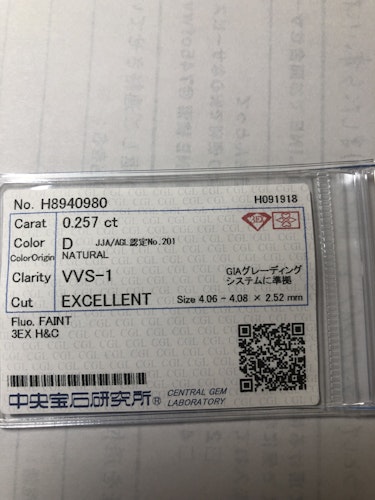 No. H8940980 H091918
Carat 0.257 ct
Color D JJA/AGL認定No.201
ColorOrigin NATURAL
Clarity VVS-1 GIAグレーディング
システムに準拠
Cut EXCELLENT Size 4.06 - 4.08 × 2.52 mm
Fluo. FAINT
3EX H&C
中央宝石研究所® CENTRAL GEM
LABORATORY